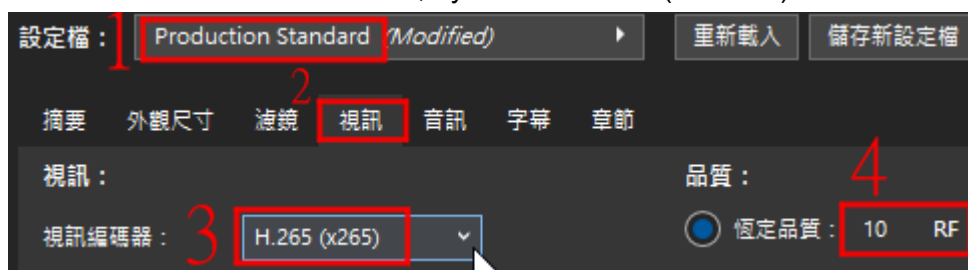 設定檔： 1 Production Standard (Modified) 重新載入 儲存新設定檔
2
摘要 外觀尺寸 濾鏡 視訊 音訊 字幕 章節
視訊： 品質： 4
視訊編碼器： 3 H.265 (x265) 恆定品質： 10 RF